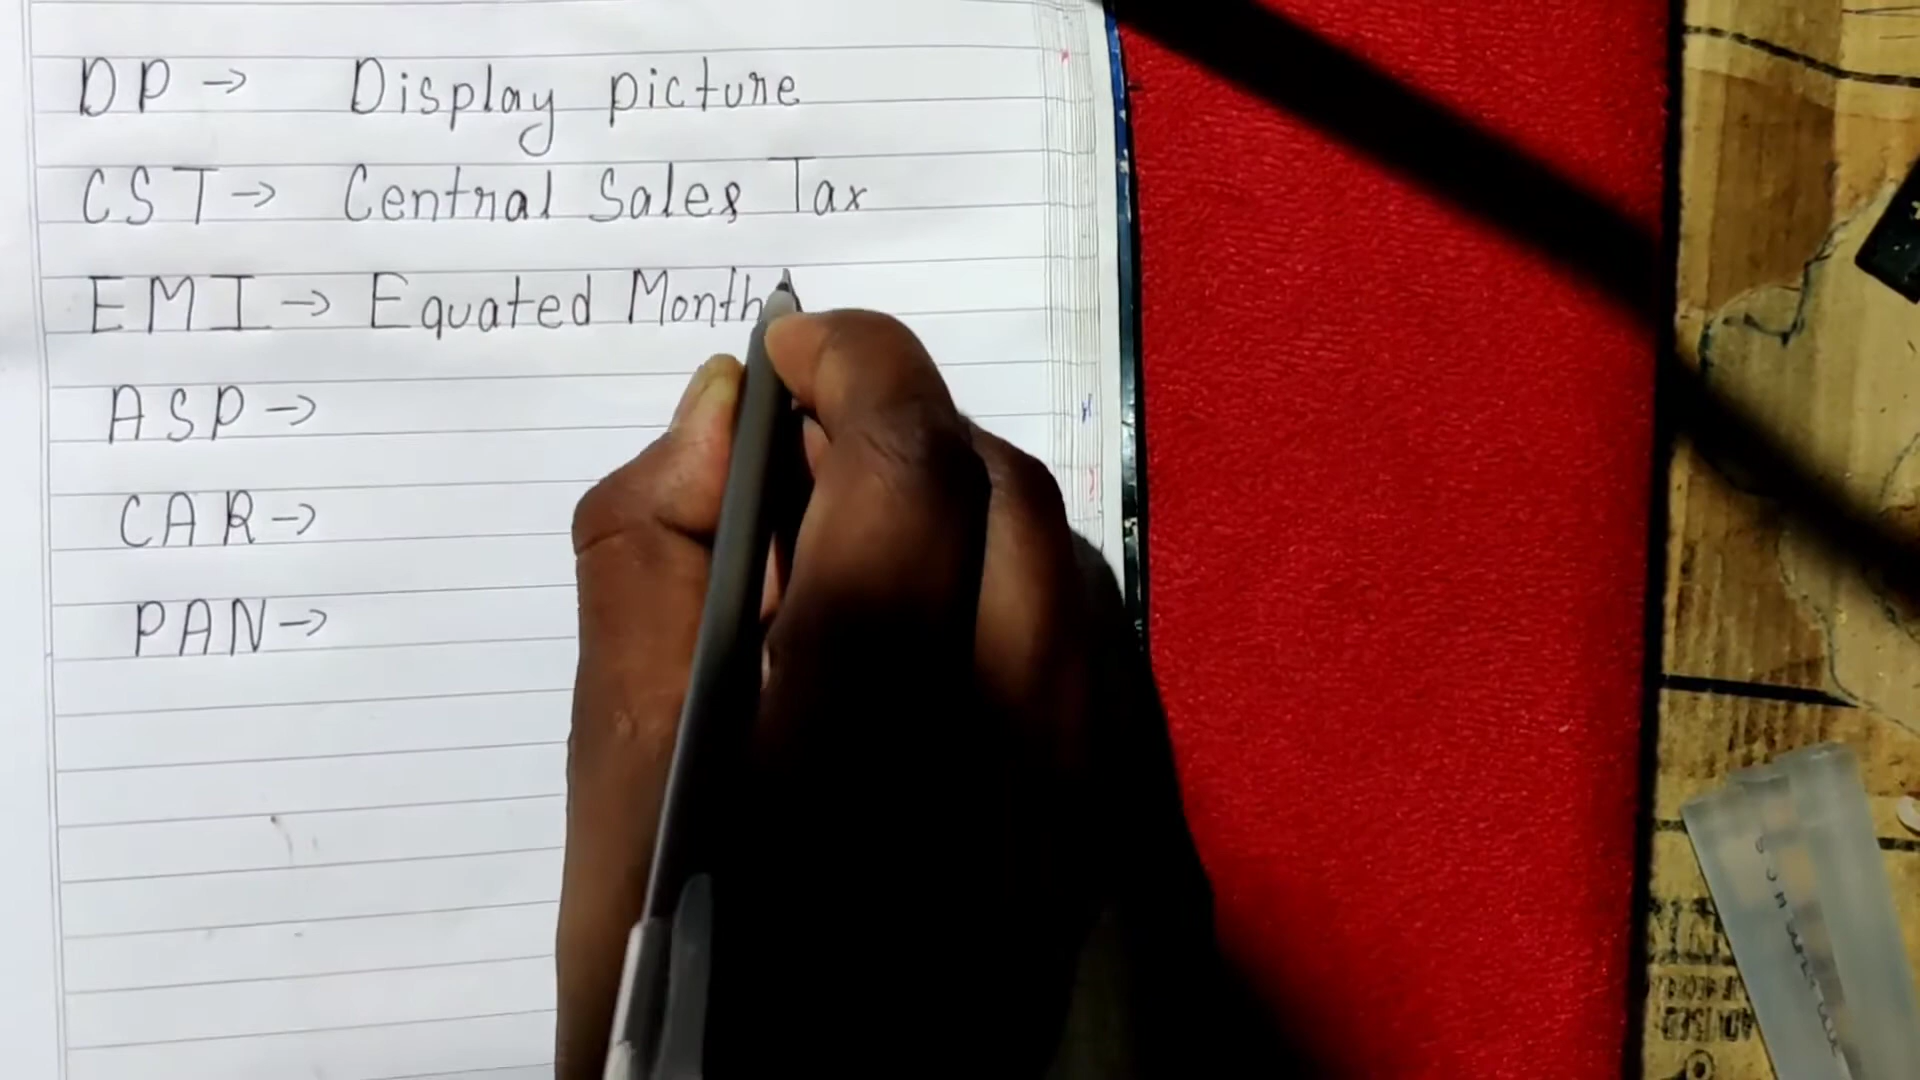 DP → Display picture
CST → Central Sales Tax
EMI → Equated Month
ASP →
CAR →
PAN →